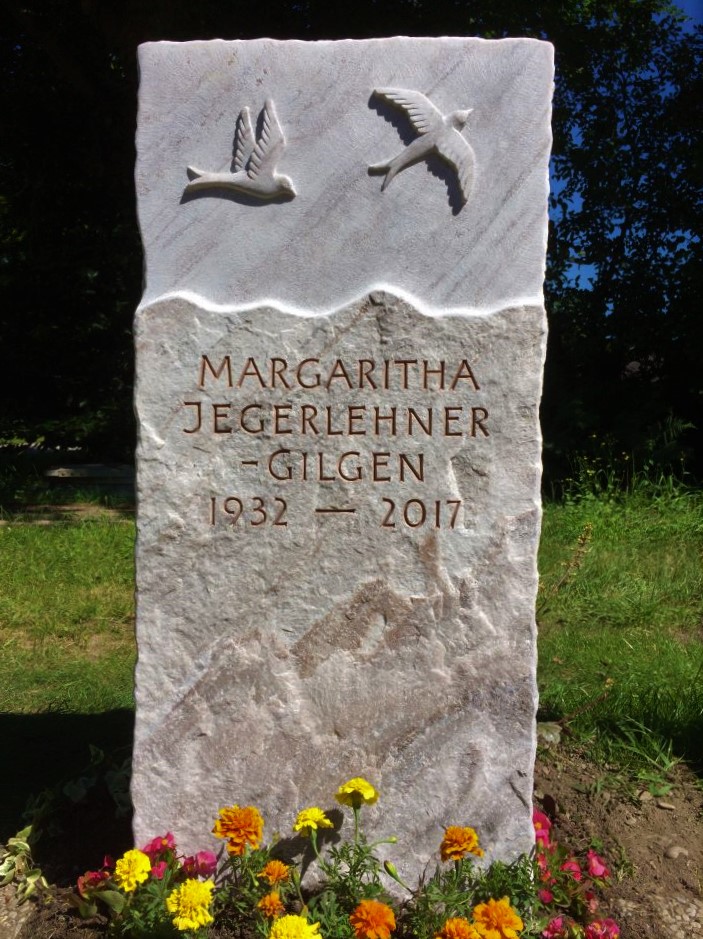 MARGARITHA
JEGERLEHNER
-GILGEN
1932 — 2017